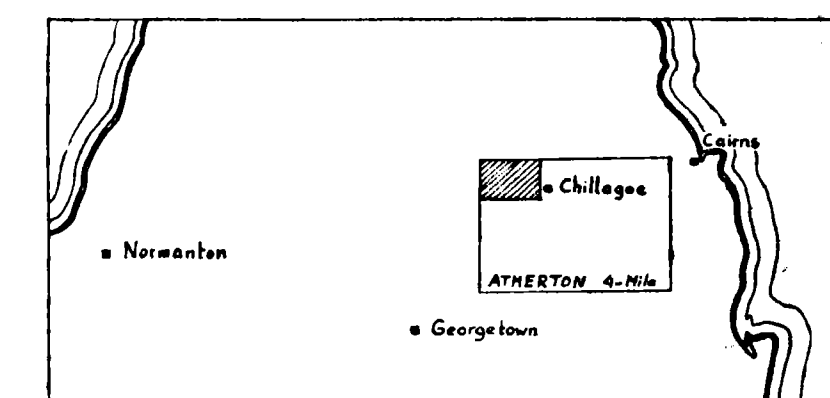 Cairns
Chillagoe
Normanton
ATHERTON 4-Mile
Georgetown